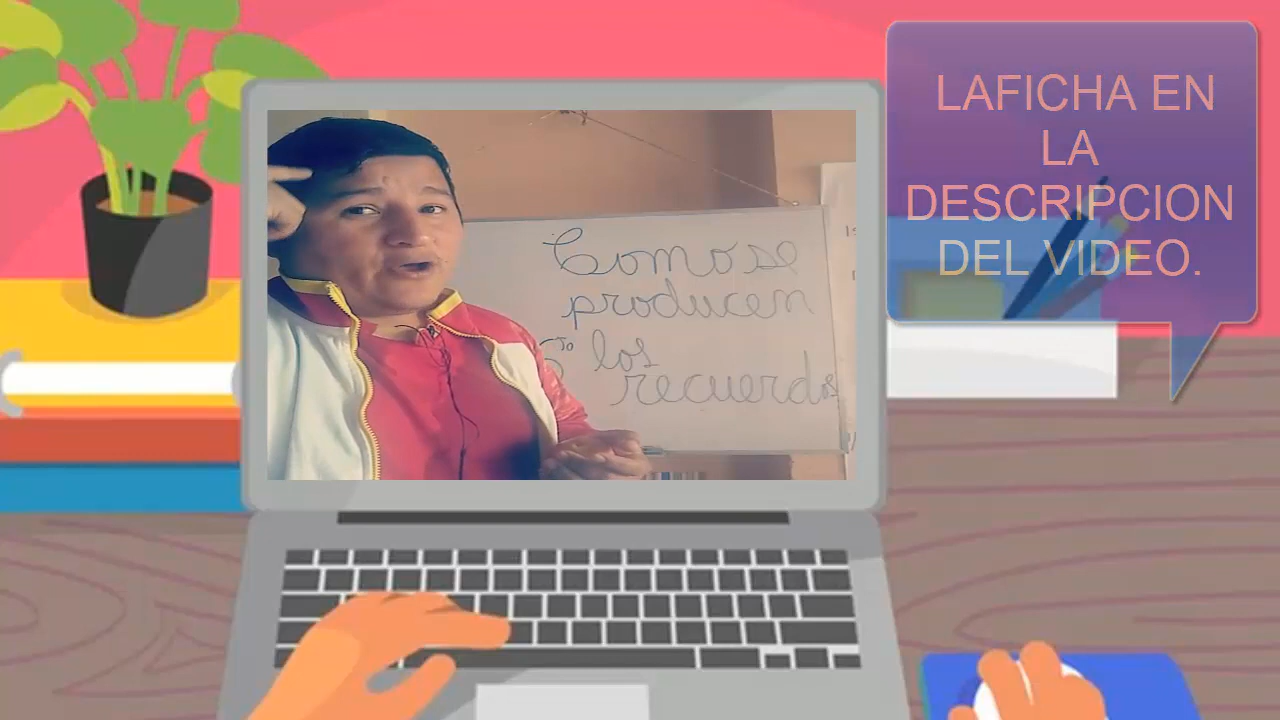 LAFICHA EN
LA
DESCRIPCION
DEL VIDEO.
Como se
producen
los
recuerdos